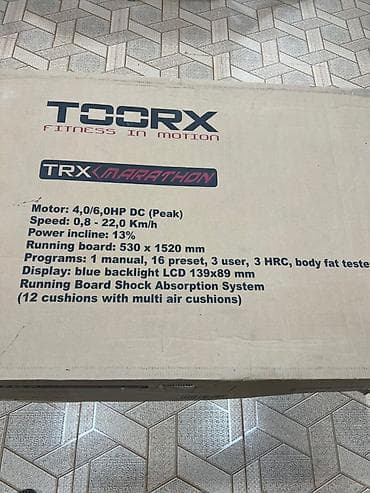 TOORX
FITNESS IN MOTION
TRX MARATHON
Motor: 4,0/6,0HP DC (Peak)
Speed: 0,8 - 22,0 Km/h
Power incline: 13%
Running board: 530 x 1520 mm
Programs: 1 manual, 16 preset, 3 user, 3 HRC, body fat teste
Display: blue backlight LCD 139x89 mm
Running Board Shock Absorption System
(12 cushions with multi air cushions)